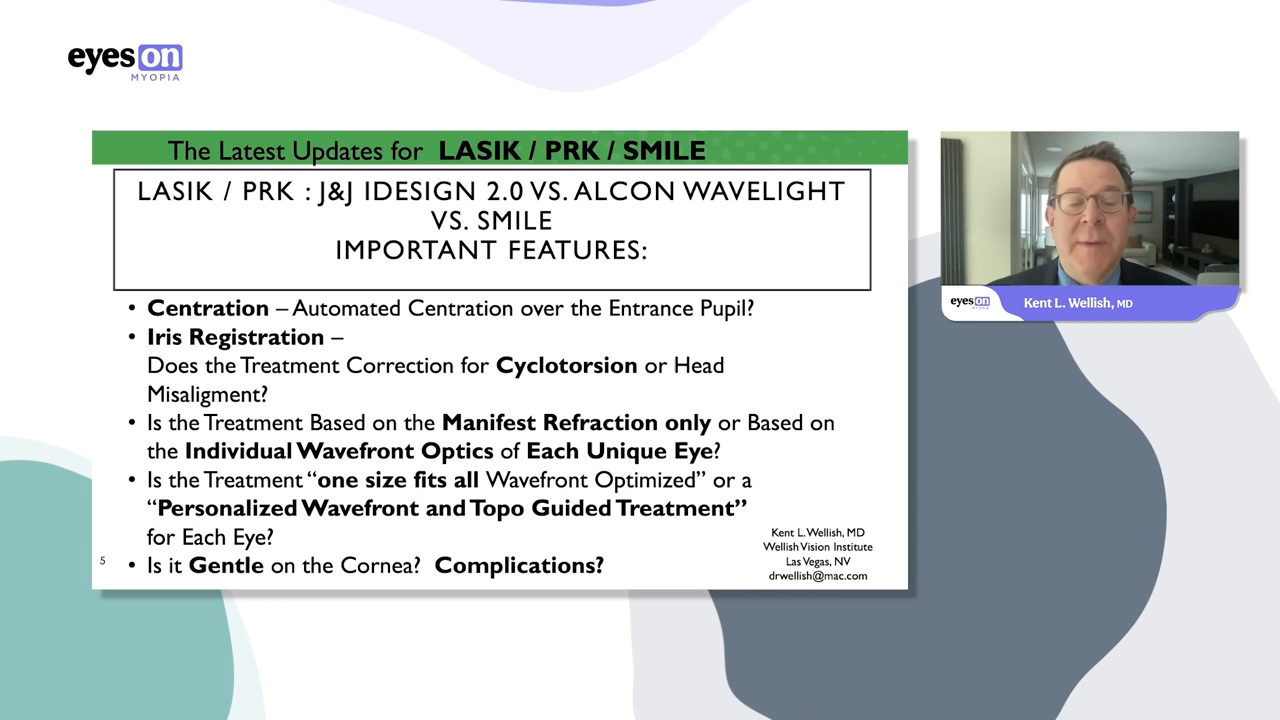 eyes on
MYOPIA
The Latest Updates for LASIK / PRK / SMILE
LASIK / PRK : J&J IDESIGN 2.0 VS. ALCON WAVELIGHT
VS. SMILE
IMPORTANT FEATURES:
• Centration – Automated Centration over the Entrance Pupil?
• Iris Registration –
Does the Treatment Correction for Cyclotorsion or Head
Misaligment?
• Is the Treatment Based on the Manifest Refraction only or Based on
the Individual Wavefront Optics of Each Unique Eye?
• Is the Treatment “one size fits all Wavefront Optimized” or a
“Personalized Wavefront and Topo Guided Treatment”
for Each Eye?
• Is it Gentle on the Cornea? Complications?
5
Kent L. Wellish, MD
Wellish Vision Institute
Las Vegas, NV
drwellish@mac.com
eyes on
MYOPIA
Kent L. Wellish, MD